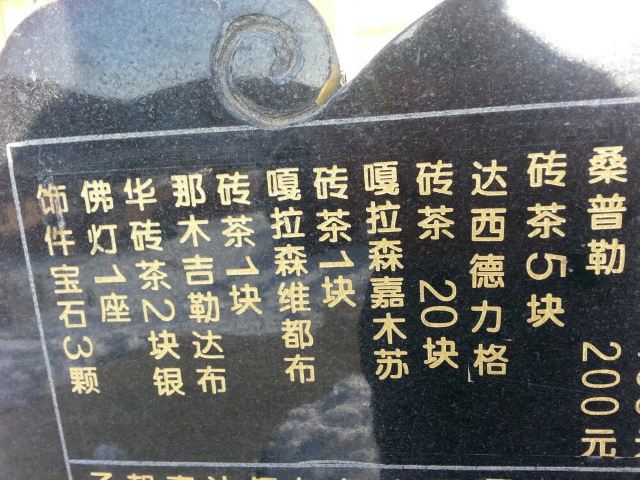 桑普勒 200元
砖茶5块
达西德力格
砖茶 20块
嘎拉森嘉木苏
砖茶1块
嘎拉森维都布
砖茶1块
那木吉勒达布
华砖茶2块银
佛灯1座
饰件宝石3颗